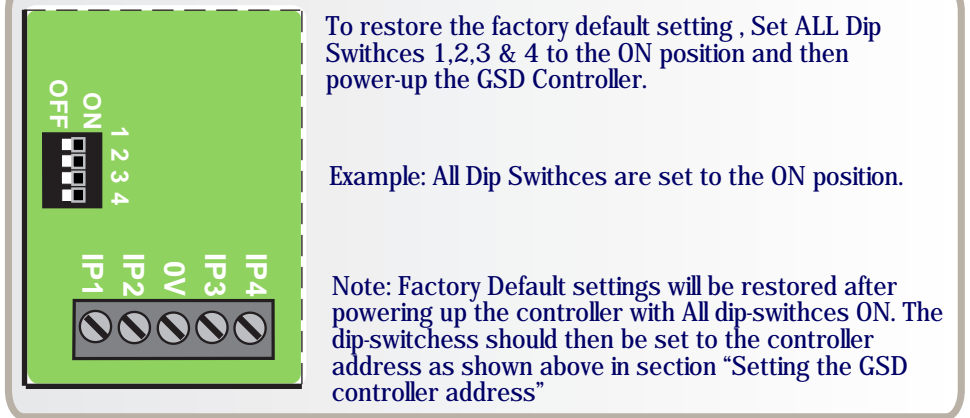 OFF
ON
1 2 3 4
IP1 IP2 0V IP3 IP4
To restore the factory default setting , Set ALL Dip
Swithces 1,2,3 & 4 to the ON position and then
power-up the GSD Controller.
Example: All Dip Swithces are set to the ON position.
Note: Factory Default settings will be restored after
powering up the controller with All dip-swithces ON. The
dip-switchess should then be set to the controller
address as shown above in section “Setting the GSD
controller address”